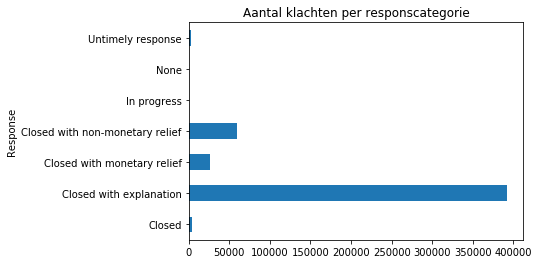 Aantal klachten per responscategorie
Untimely response
None
In progress
Closed with non-monetary relief
Closed with monetary relief
Closed with explanation
Closed
Response
0 50000 100000 150000 200000 250000 300000 350000 400000